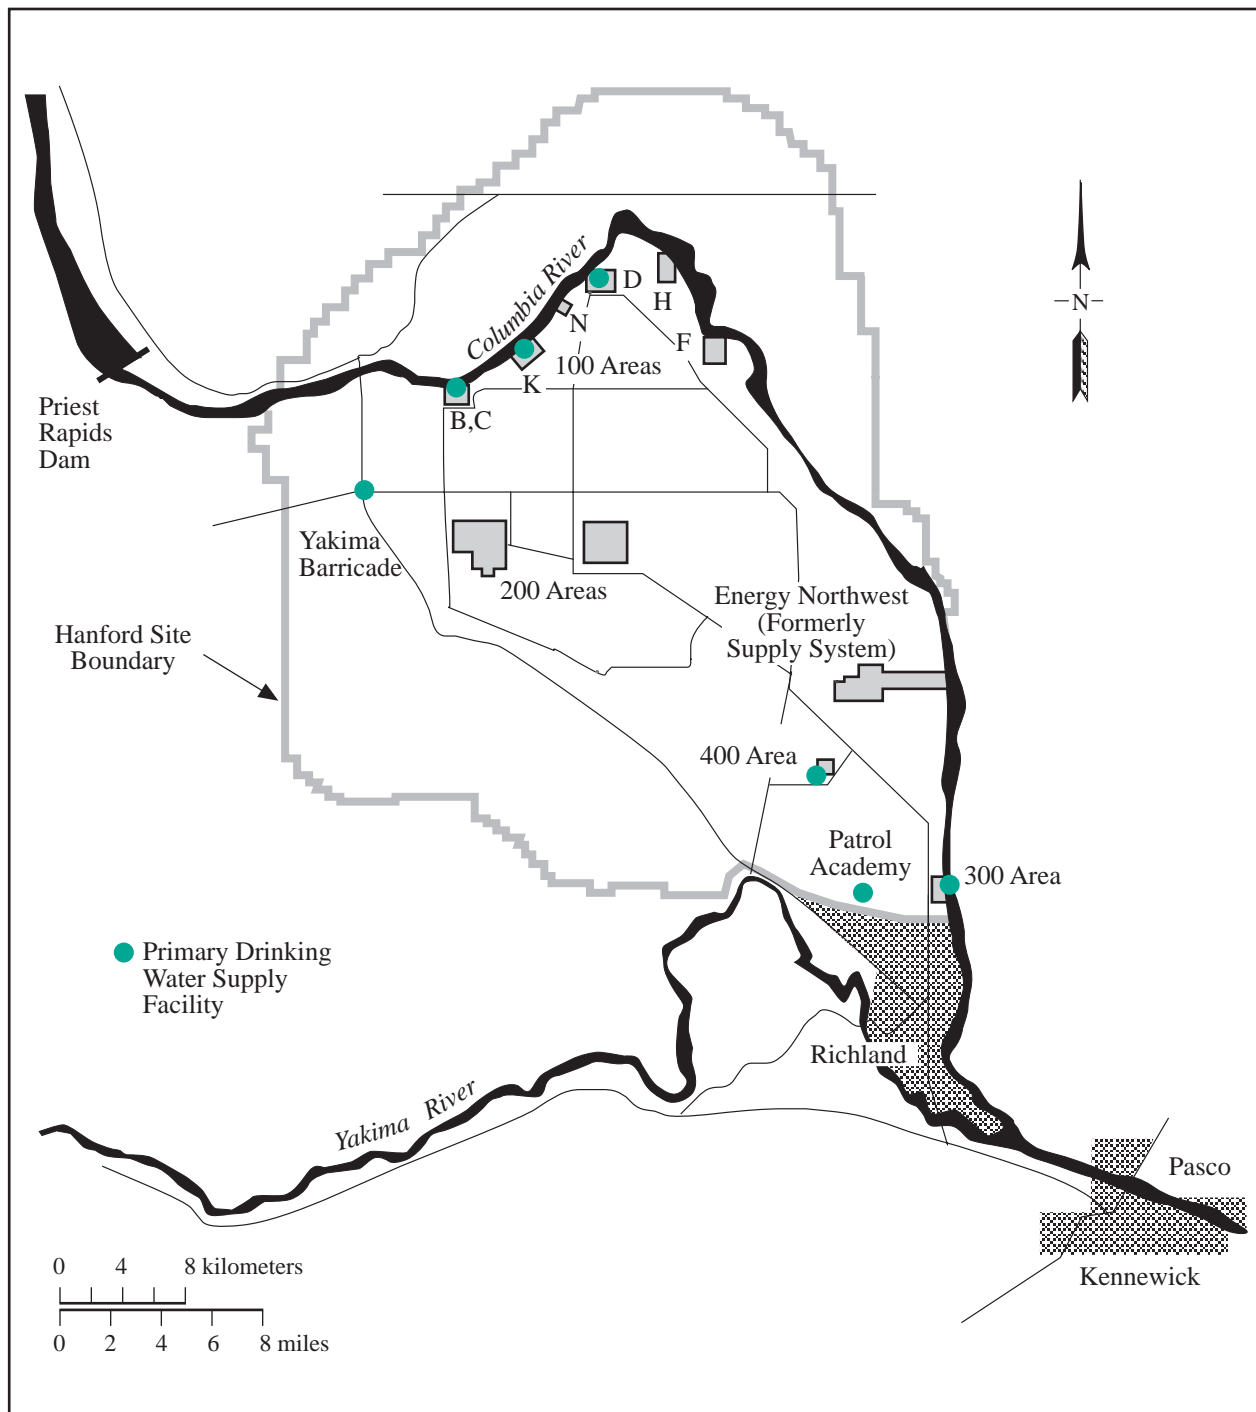 Columbia River
D
H
N
F
100 Areas
K
B,C
Priest
Rapids
Dam
N
Yakima
Barricade
200 Areas
Energy Northwest
(Formerly
Supply System)
Hanford Site
Boundary
400 Area
Patrol
Academy
300 Area
Primary Drinking
Water Supply
Facility
Richland
Yakima River
Pasco
Kennewick
0 4 8 kilometers
0 2 4 6 8 miles